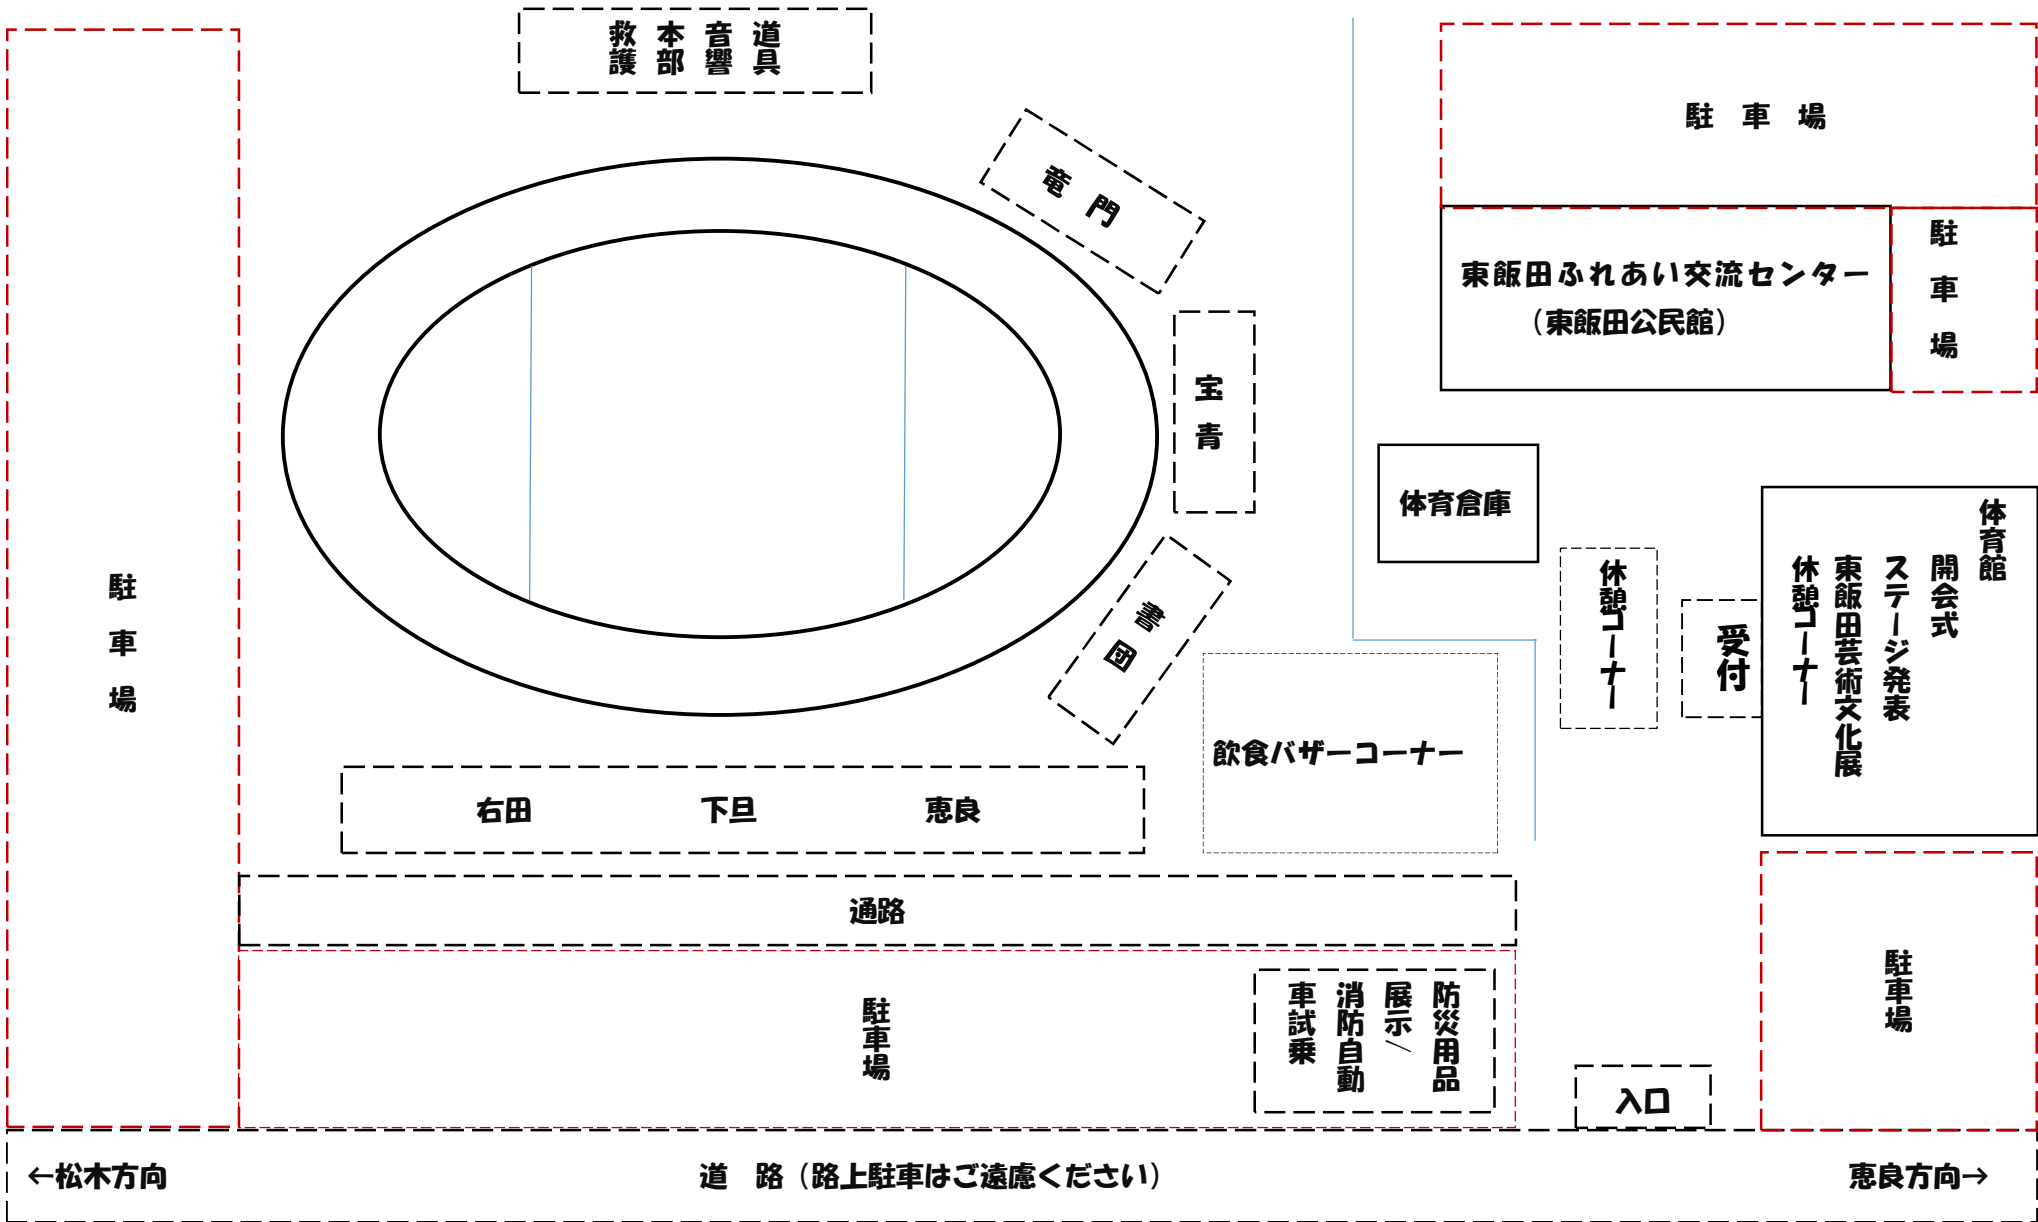 救護
本部
音響
道具
駐車場
竜門
駐車場
東飯田ふれあい交流センター
（東飯田公民館）
宝青
体育倉庫
体育館
開会式
ステージ発表
東飯田芸術文化展
休憩コーナー
休憩コーナー
受付
駐車場
書団
飲食バザーコーナー
右田 下旦 恵良
通路
駐車場
防災用品
展示/
消防自動
車試乗
駐車場
入口
←松木方向
道 路（路上駐車はご遠慮ください）
恵良方向→